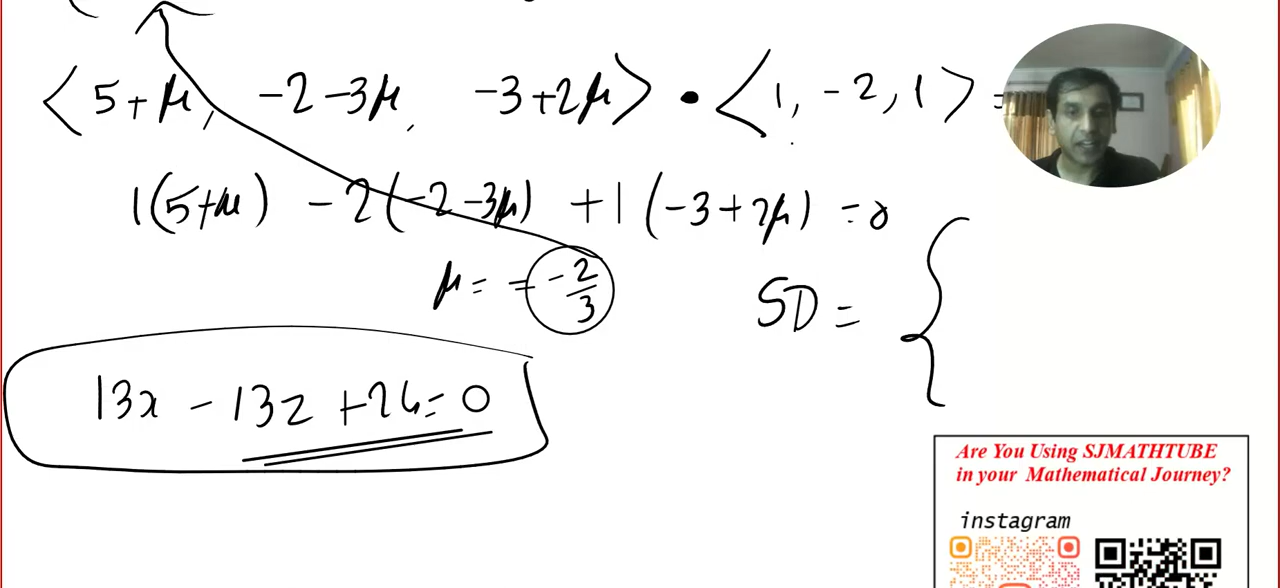 ⟨5+μ, -2-3μ, -3+2μ⟩ • ⟨1, -2, 1⟩ =
1(5+μ) -2(-2-3μ) +1(-3+2μ) =0
μ = = -2/3
SD =
13x - 13z +26=0
Are You Using SJMATHTUBE
in your Mathematical Journey?
instagram